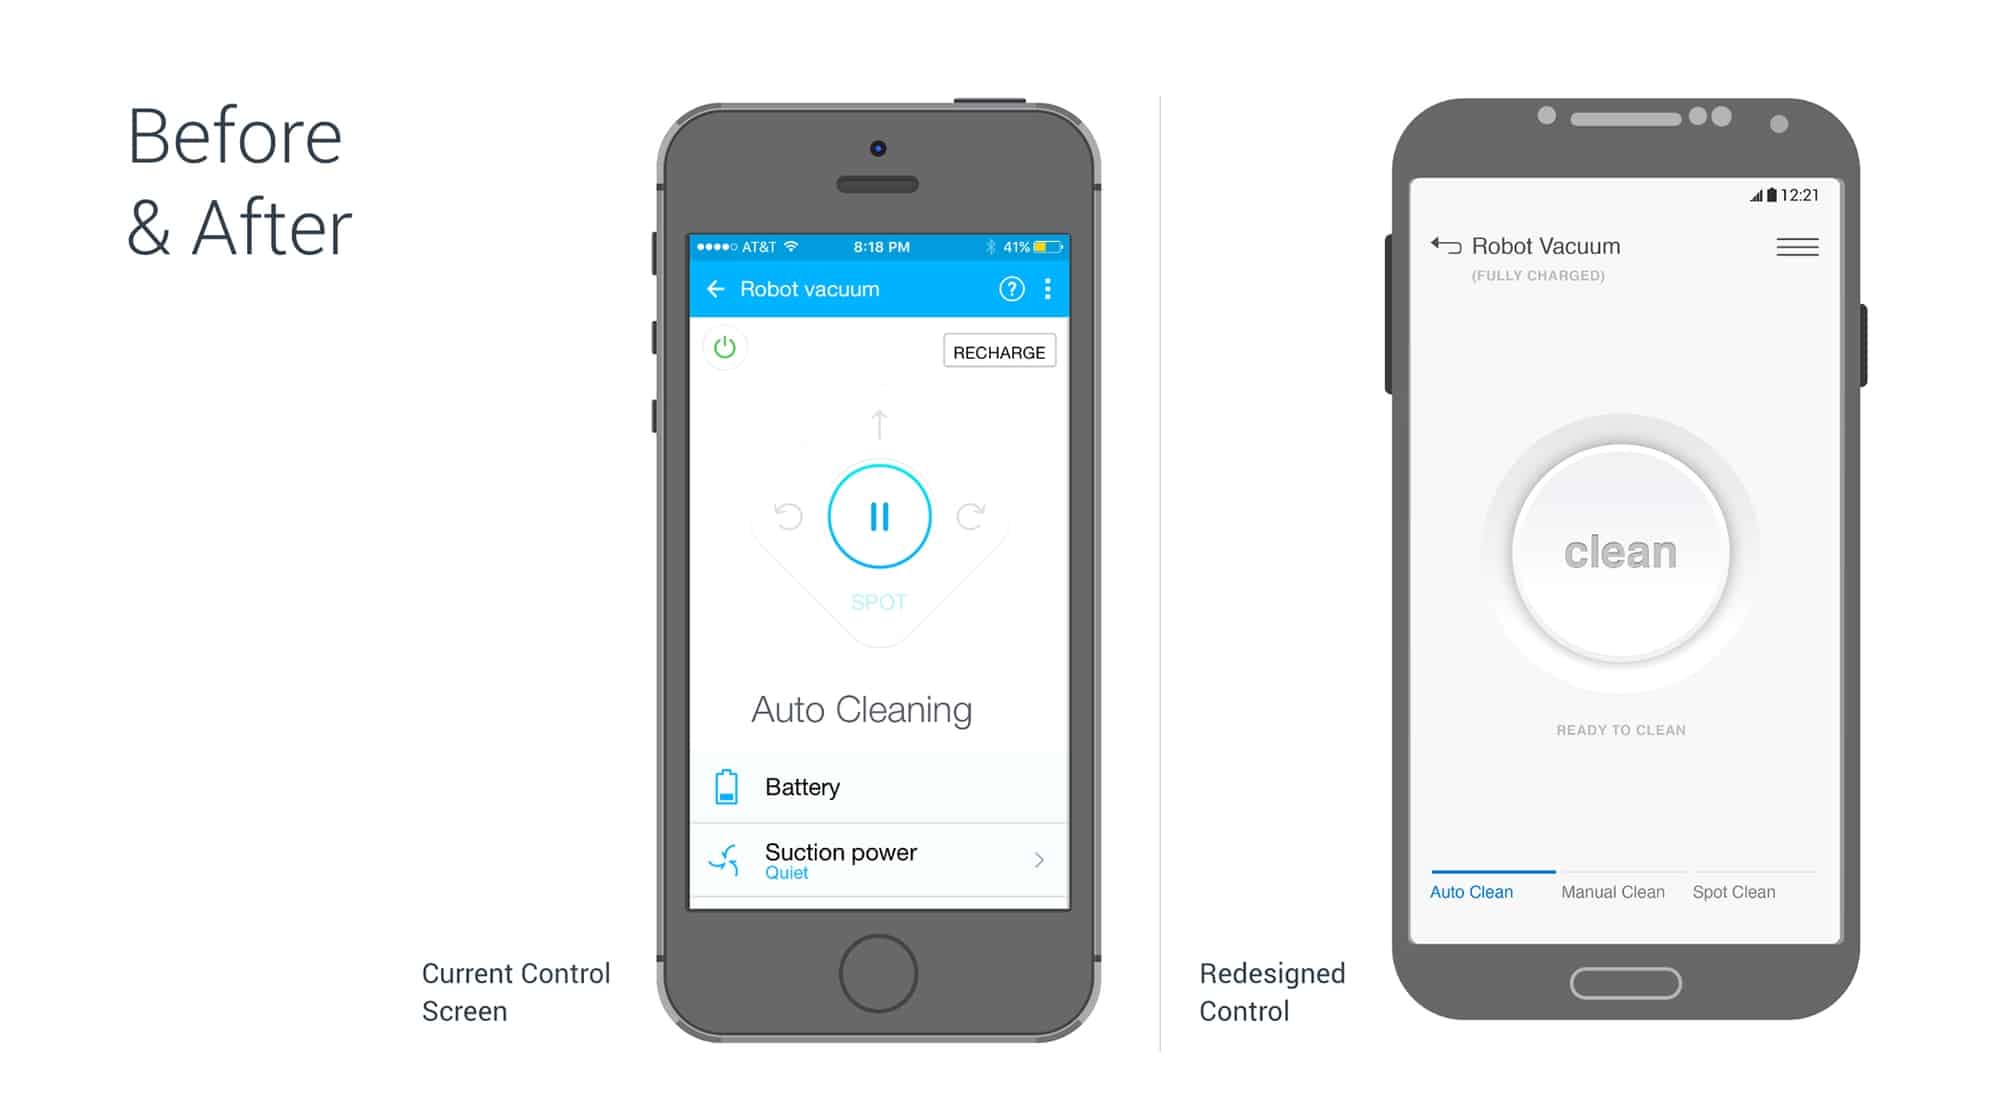 Before
& After
AT&T
8:18 PM
41%
Robot vacuum
?
RECHARGE
SPOT
Auto Cleaning
Battery
Suction power
Quiet
Current Control
Screen
12:21
Robot Vacuum
(FULLY CHARGED)
clean
READY TO CLEAN
Auto Clean
Manual Clean
Spot Clean
Redesigned
Control